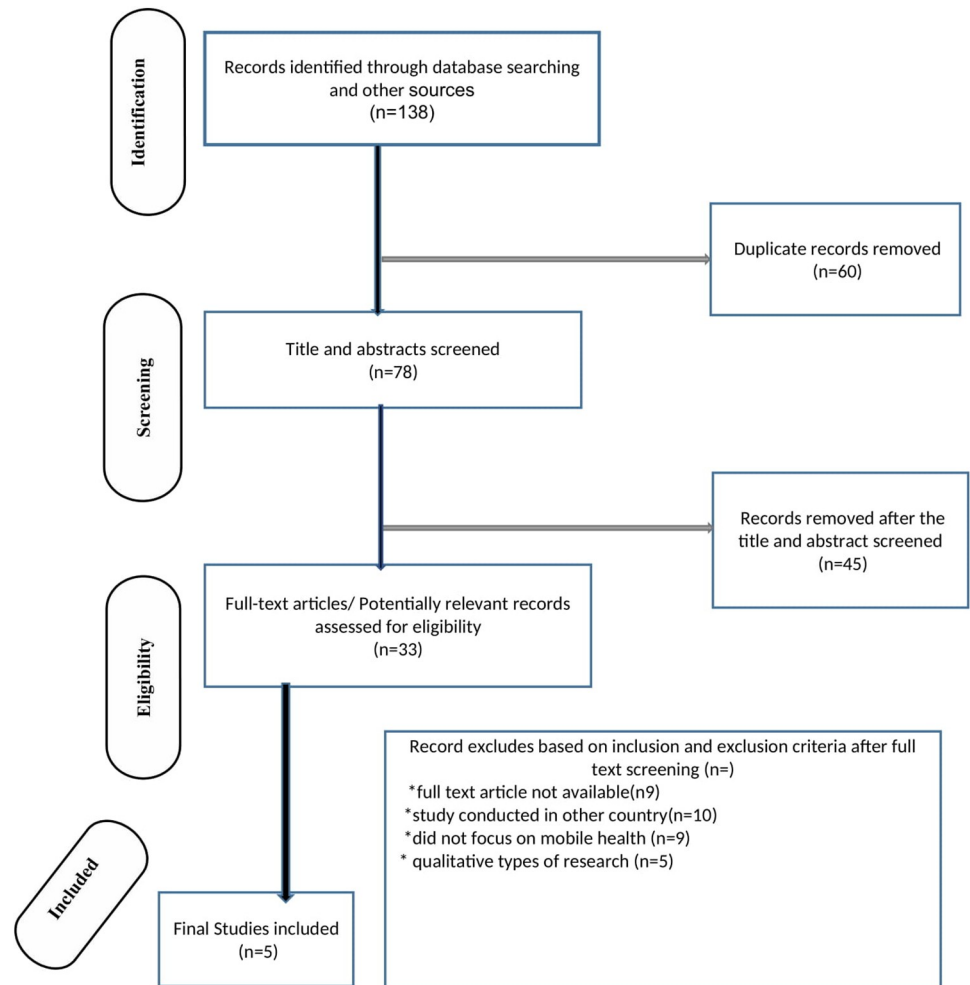 Identification
Records identified through database searching
and other sources
(n=138)
Duplicate records removed
(n=60)
Screening
Title and abstracts screened
(n=78)
Records removed after the
title and abstract screened
(n=45)
Eligibility
Full-text articles/ Potentially relevant records
assessed for eligibility
(n=33)
Record excludes based on inclusion and exclusion criteria after full
text screening (n=)
*full text article not available(n9)
*study conducted in other country(n=10)
*did not focus on mobile health (n=9)
* qualitative types of research (n=5)
Included
Final Studies included
(n=5)